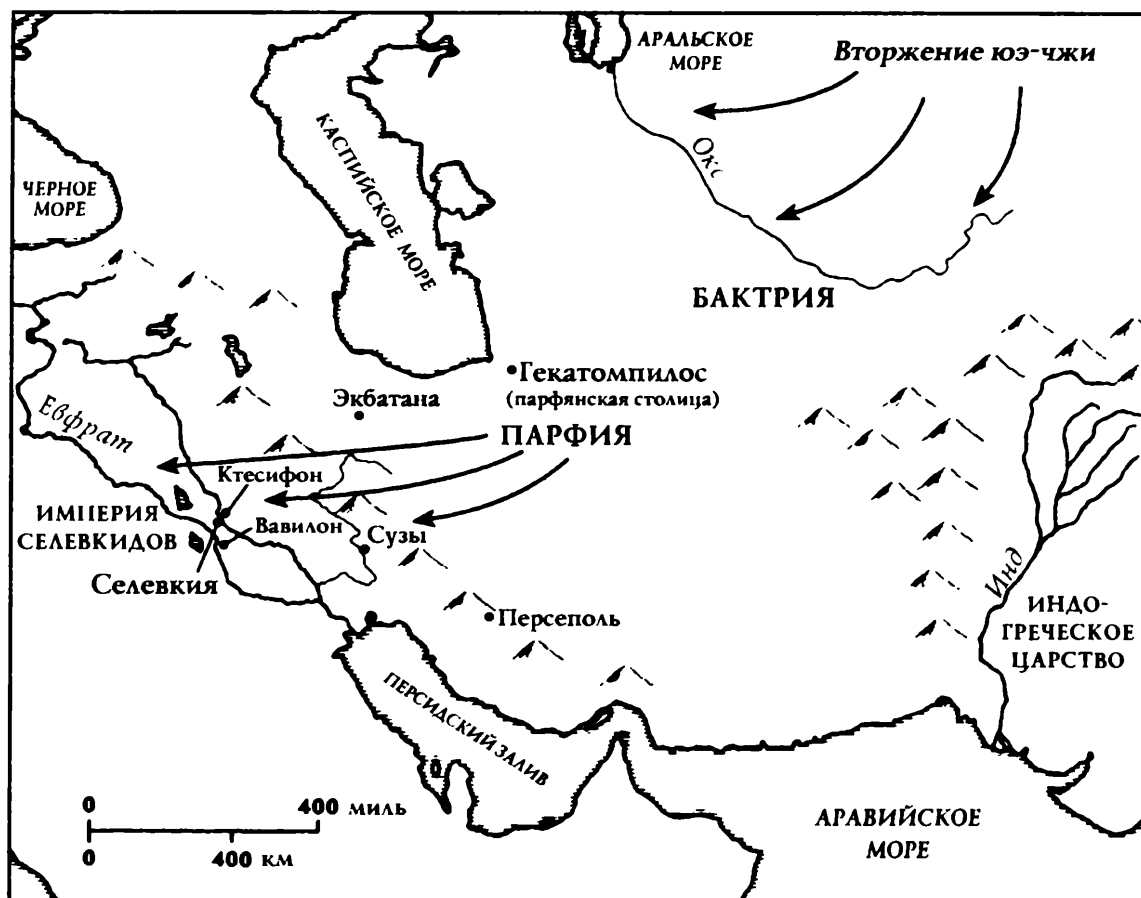 АРАЛЬСКОЕ
МОРЕ
Вторжение юэ-чжи
КАСПИЙСКОЕ МОРЕ
Окс
ЧЕРНОЕ
МОРЕ
БАКТРИЯ
Гекатомпилос
(парфянская столица)
Экбатана
Евфрат
ПАРФИЯ
Ктесифон
ИМПЕРИЯ
СЕЛЕВКИДОВ
Вавилон
Сузы
Селевкия
Инд
Персеполь
ИНДО-
ГРЕЧЕСКОЕ
ЦАРСТВО
ПЕРСИДСКИЙ ЗАЛИВ
0 400 миль
0 400 км
АРАВИЙСКОЕ
МОРЕ